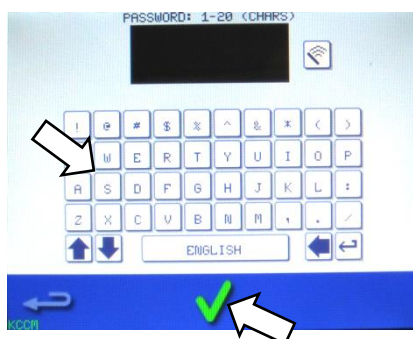 PASSWORD: 1-20 (CHARS)
! @ # $ % ^ & * ( )
W E R T Y U I O P
A S D F G H J K L :
Z X C V B N M , . /
ENGLISH
KCCM